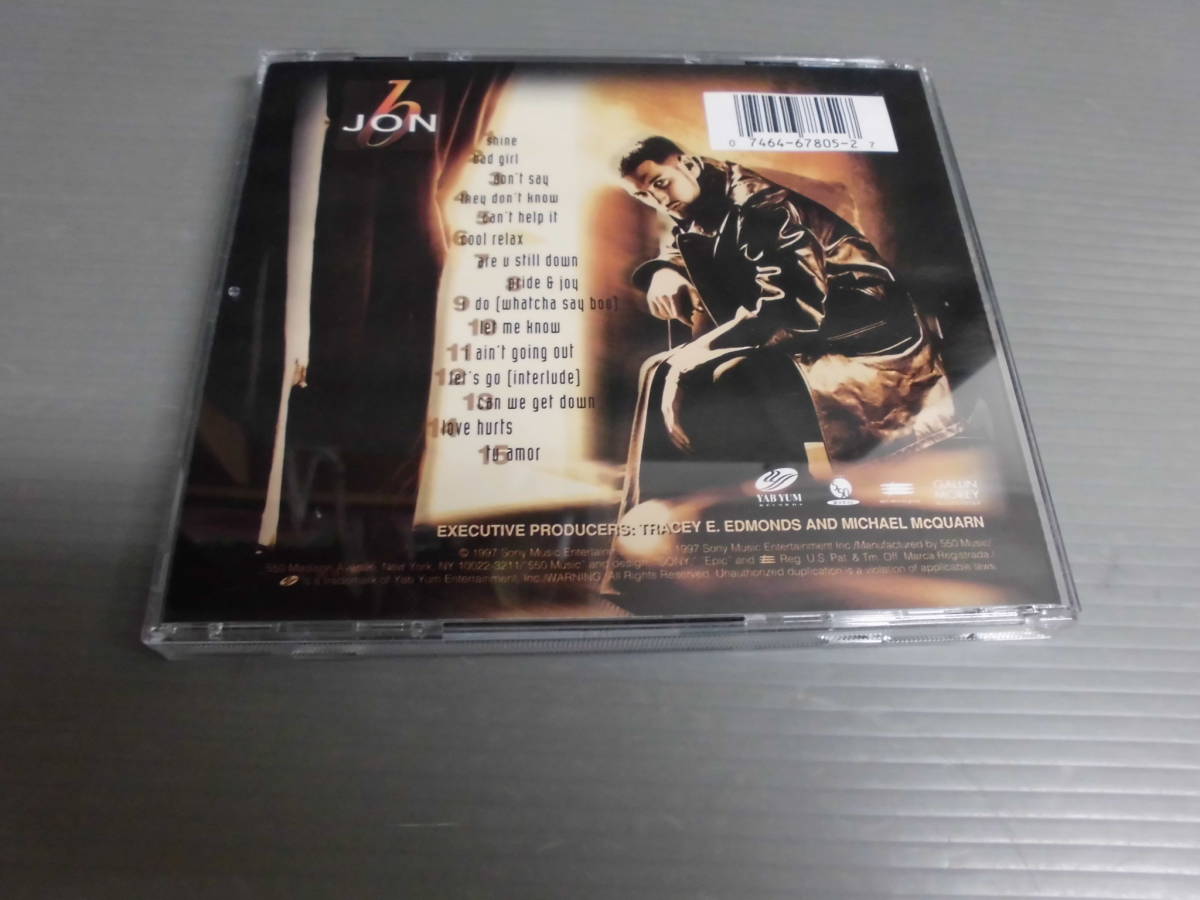 b
JON
0 7464-67805-2 7
1 shine
2 bad girl
3 don't say
4 they don't know
5 can't help it
6 cool relax
7 are u still down
8 pride & joy
9 i do [whatcha say boo]
10 let me know
11 i ain't going out
12 let's go [interlude]
13 can we get down
14 love hurts
15 tu amor
YAB YUM
RECORDS
GALLIN
MOREY
EXECUTIVE PRODUCERS: TRACEY E. EDMONDS AND MICHAEL McQUARN
© 1997 Sony Music Entertainment 1997 Sony Music Entertainment Inc./Manufactured by 550 Music/
550 Madison Avenue, New York, NY 10022-3211/"550 Music" and design, "SONY," "Epic" and Reg. U.S. Pat. & Tm. Off. Marca Registrada./
is a trademark of Yab Yum Entertainment, Inc./WARNING: All Rights Reserved. Unauthorized duplication is a violation of applicable laws.